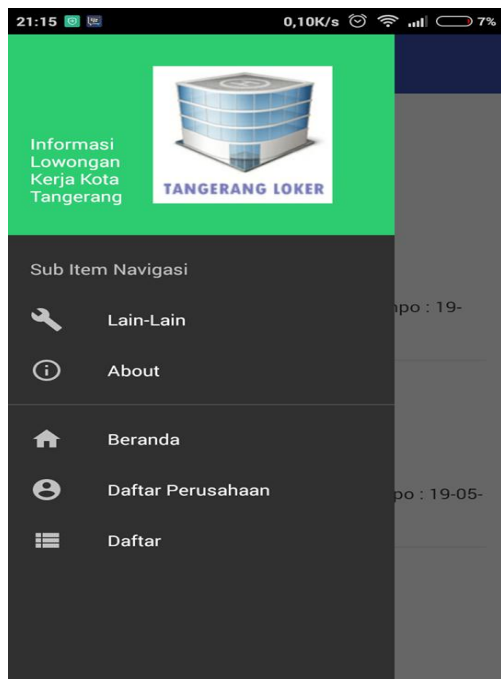 21:15 0,10K/s 7%
Informasi
Lowongan
Kerja Kota
Tangerang
TANGERANG LOKER
Sub Item Navigasi
Lain-Lain
About
Beranda
Daftar Perusahaan
Daftar
po : 19-
po : 19-05-